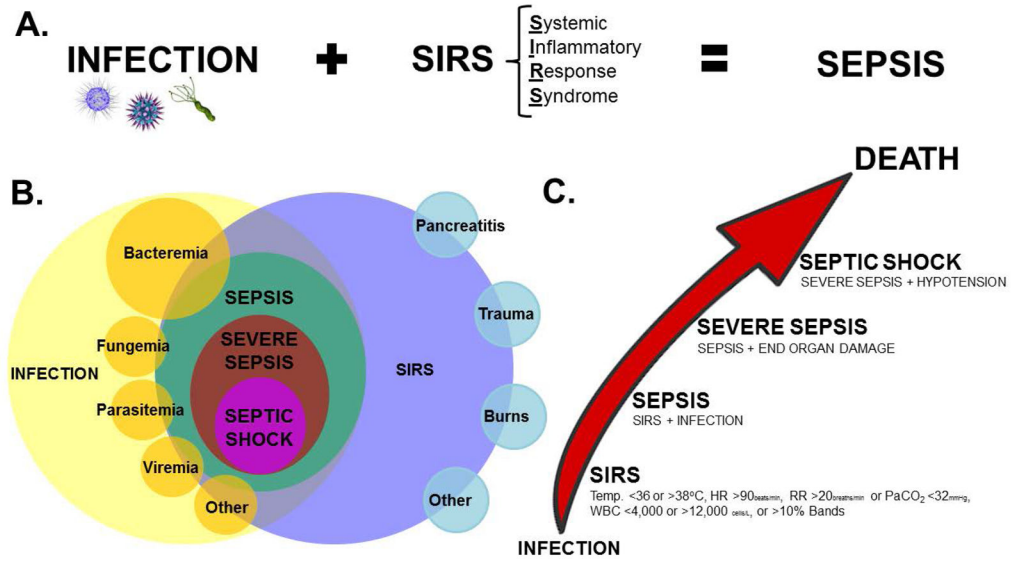 A.
INFECTION + SIRS { = SEPSIS
Systemic
Inflammatory
Response
Syndrome
B.
Bacteremia
Fungemia
INFECTION
Parasitemia
Viremia
Other
SEPSIS
SEVERE
SEPSIS
SEPTIC
SHOCK
SIRS
Pancreatitis
Trauma
Burns
Other
C.
DEATH
SEPTIC SHOCK
SEVERE SEPSIS + HYPOTENSION
SEVERE SEPSIS
SEPSIS + END ORGAN DAMAGE
SEPSIS
SIRS + INFECTION
SIRS
Temp. <36 or >38°C, HR >90beats/min, RR >20breaths/min or PaCO2 <32mmHg,
WBC <4,000 or >12,000 cells/L, or >10% Bands
INFECTION